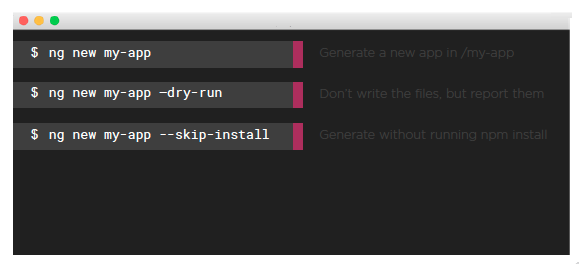 $ ng new my-app Generate a new app in /my-app
$ ng new my-app —dry-run Don't write the files, but report them
$ ng new my-app --skip-install Generate without running npm install